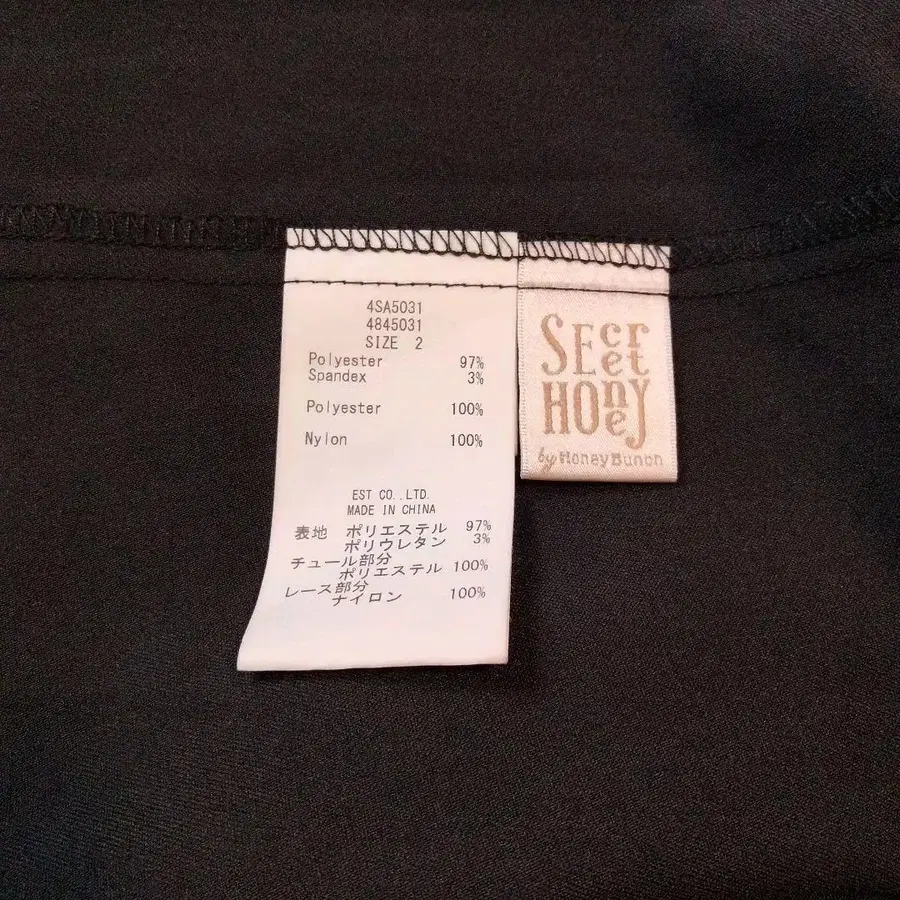 4SA5031
4845031
SIZE 2
Polyester 97%
Spandex 3%
Polyester 100%
Nylon 100%
EST CO.,LTD.
MADE IN CHINA
表地 ポリエステル 97%
ポリウレタン 3%
チュール部分
ポリエステル 100%
レース部分
ナイロン 100%
SEcret
HOney
by HoneyBunch